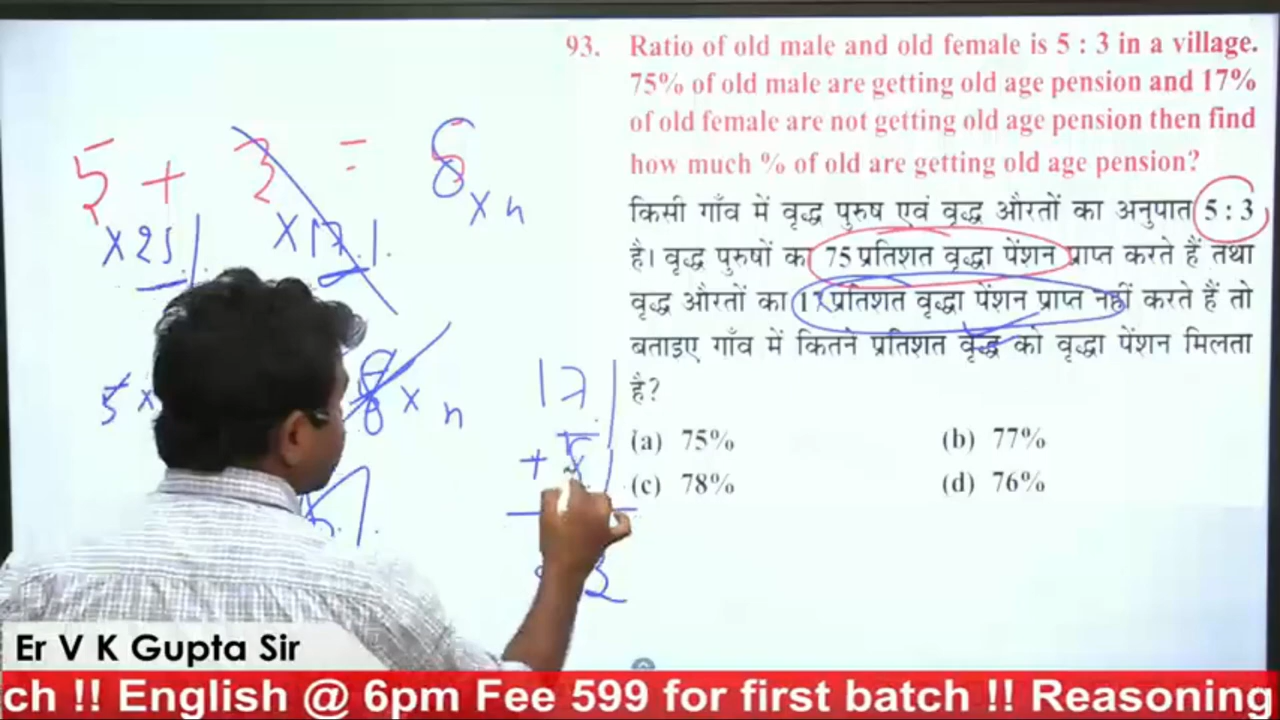 93. Ratio of old male and old female is 5 : 3 in a village.
75% of old male are getting old age pension and 17%
of old female are not getting old age pension then find
how much % of old are getting old age pension?
किसी गाँव में वृद्ध पुरुष एवं वृद्ध औरतों का अनुपात 5 : 3
है। वृद्ध पुरुषों का 75 प्रतिशत वृद्धा पेंशन प्राप्त करते हैं तथा
वृद्ध औरतों का 17 प्रतिशत वृद्धा पेंशन प्राप्त नहीं करते हैं तो
बताइए गाँव में कितने प्रतिशत वृद्ध को वृद्धा पेंशन मिलता
है?
(a) 75% (b) 77%
(c) 78% (d) 76%
5 + 3 = 8 x n
x25% x17%
5 x
8 x n
17
+
Er V K Gupta Sir
ch !! English @ 6pm Fee 599 for first batch !! Reasoning